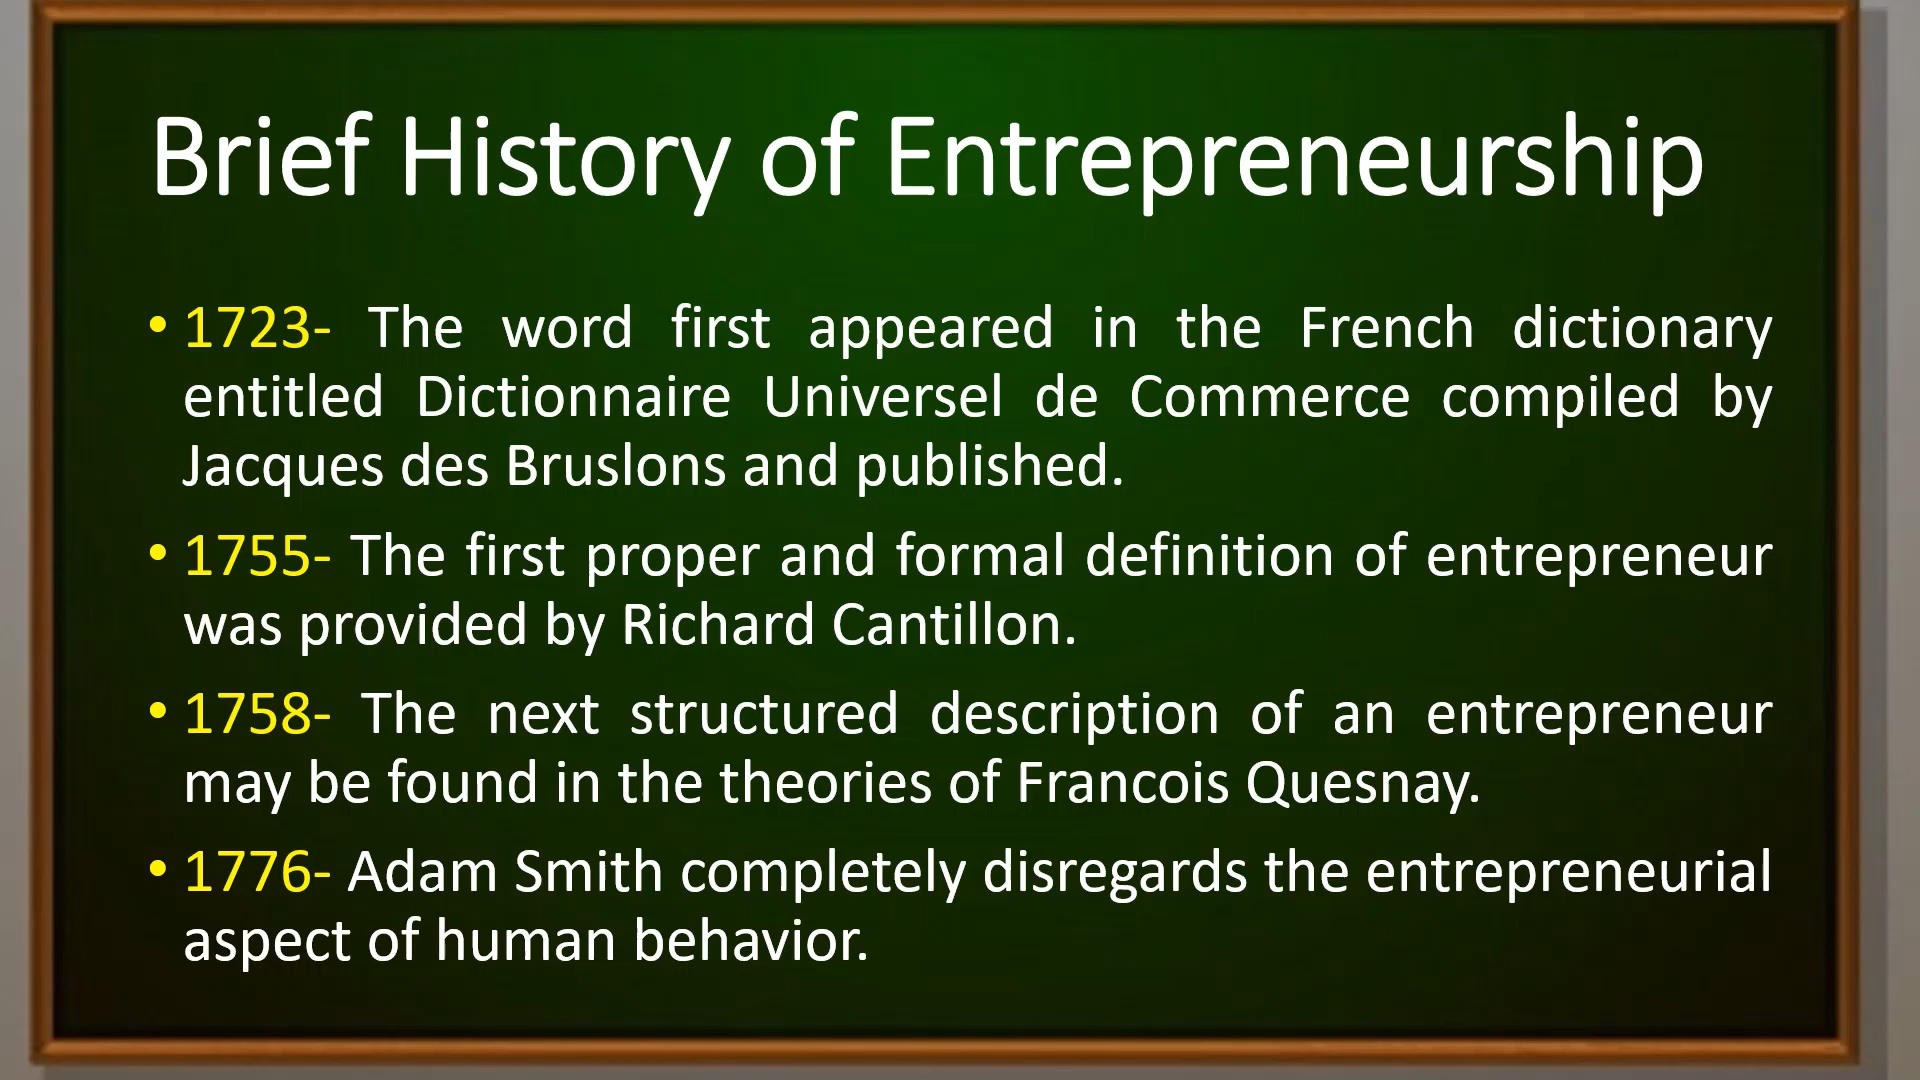 Brief History of Entrepreneurship
• 1723- The word first appeared in the French dictionary
entitled Dictionnaire Universel de Commerce compiled by
Jacques des Bruslons and published.
• 1755- The first proper and formal definition of entrepreneur
was provided by Richard Cantillon.
• 1758- The next structured description of an entrepreneur
may be found in the theories of Francois Quesnay.
• 1776- Adam Smith completely disregards the entrepreneurial
aspect of human behavior.